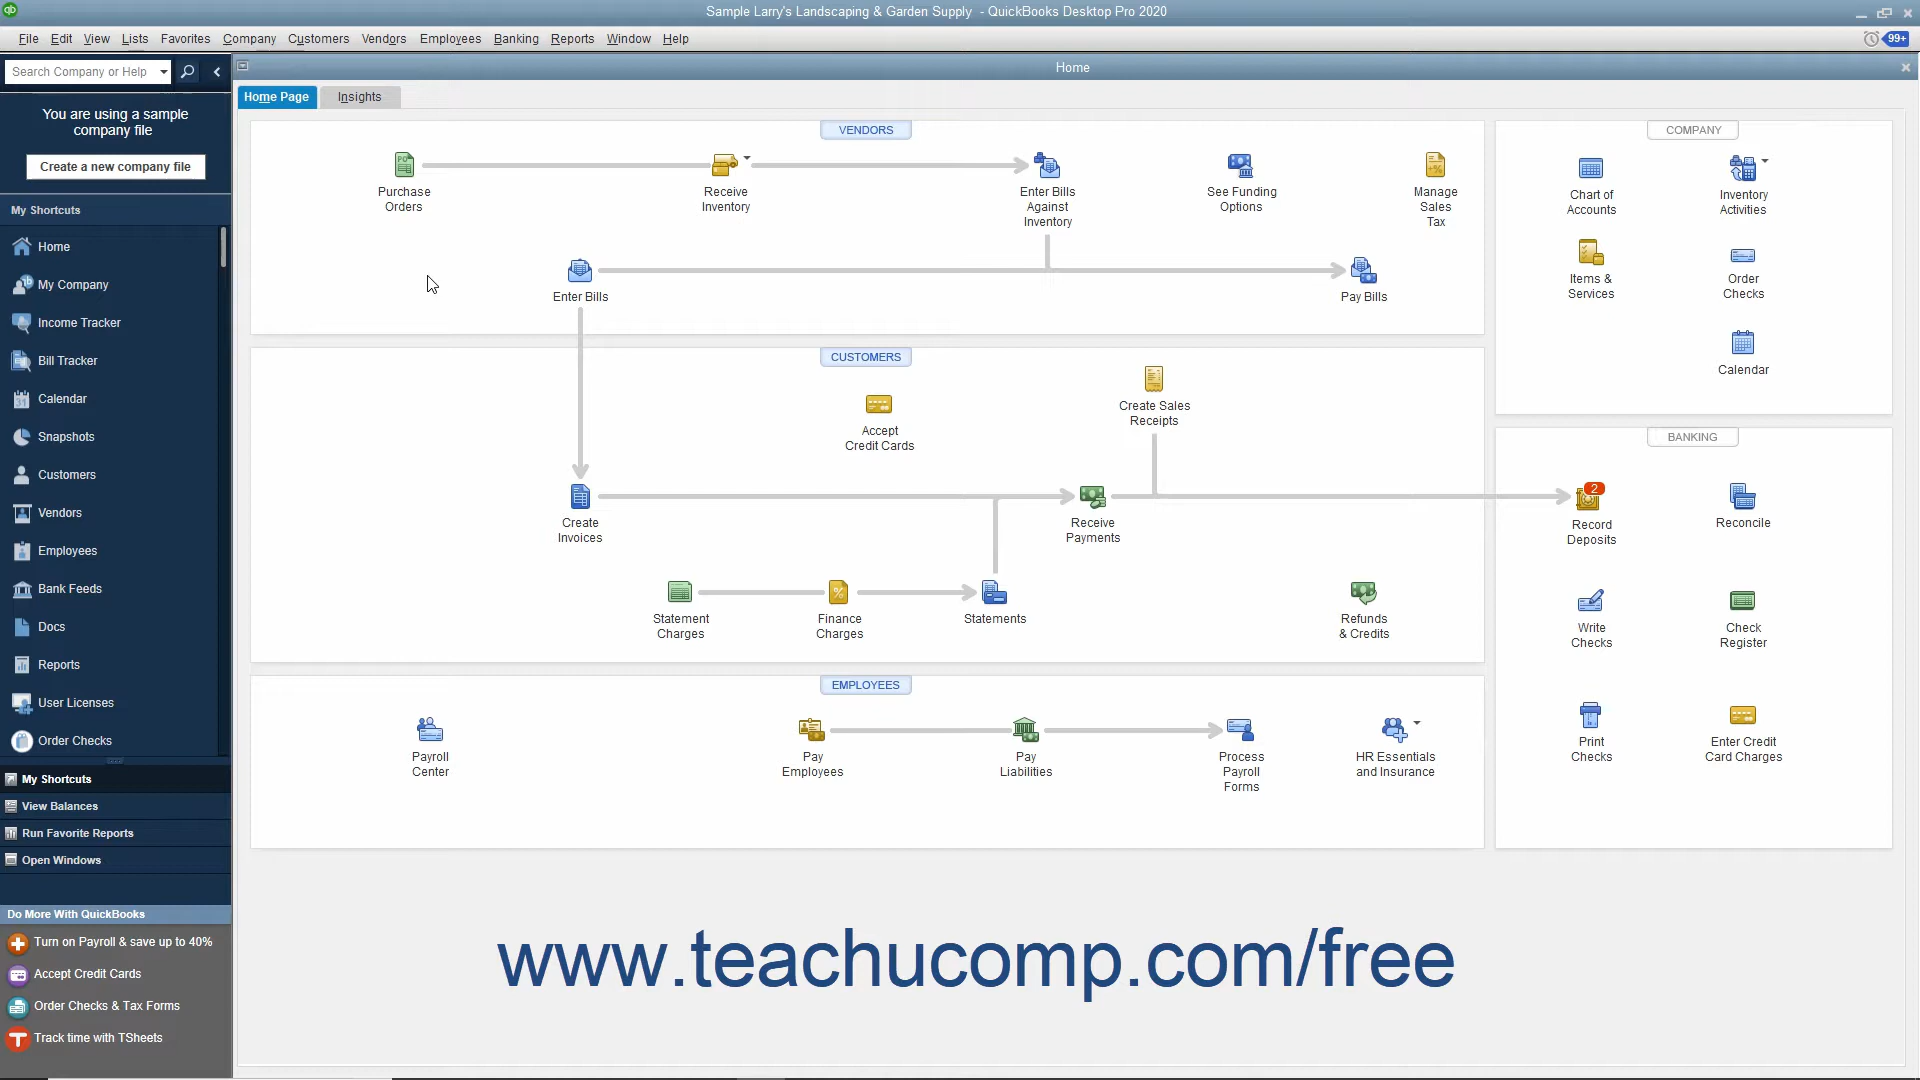 Sample Larry's Landscaping & Garden Supply - QuickBooks Desktop Pro 2020
File Edit View Lists Favorites Company Customers Vendors Employees Banking Reports Window Help
99+
Search Company or Help
Home
You are using a sample
company file
Create a new company file
My Shortcuts
Home
My Company
Income Tracker
Bill Tracker
Calendar
Snapshots
Customers
Vendors
Employees
Bank Feeds
Docs
Reports
User Licenses
Order Checks
My Shortcuts
View Balances
Run Favorite Reports
Open Windows
Do More With QuickBooks
Turn on Payroll & save up to 40%
Accept Credit Cards
Order Checks & Tax Forms
Track time with TSheets
Home Page
Insights
VENDORS
Purchase
Orders
Receive
Inventory
Enter Bills
Against
Inventory
See Funding
Options
Manage
Sales
Tax
Enter Bills
Pay Bills
CUSTOMERS
Accept
Credit Cards
Create Sales
Receipts
Create
Invoices
Receive
Payments
Statement
Charges
Finance
Charges
Statements
Refunds
& Credits
EMPLOYEES
Payroll
Center
Pay
Employees
Pay
Liabilities
Process
Payroll
Forms
HR Essentials
and Insurance
COMPANY
Chart of
Accounts
Inventory
Activities
Items &
Services
Order
Checks
Calendar
BANKING
2
Record
Deposits
Reconcile
Write
Checks
Check
Register
Print
Checks
Enter Credit
Card Charges
www.teachucomp.com/free